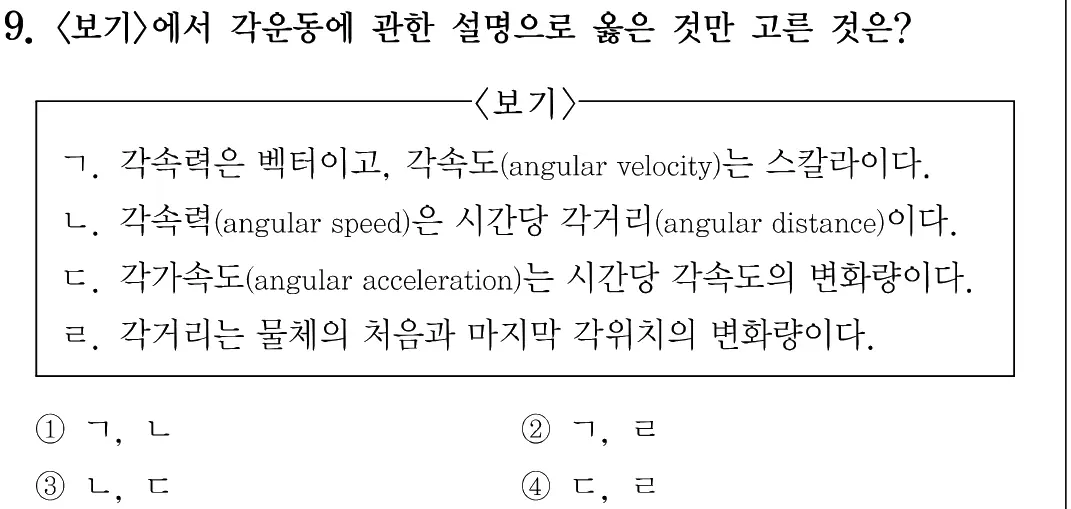 9. 〈보기〉에서 각운동에 관한 설명으로 옳은 것만 고른 것은?
〈보기〉
ㄱ. 각속력은 벡터이고, 각속도(angular velocity)는 스칼라이다.
ㄴ. 각속력(angular speed)은 시간당 각거리(angular distance)이다.
ㄷ. 각가속도(angular acceleration)는 시간당 각속도의 변화량이다.
ㄹ. 각거리는 물체의 처음과 마지막 각위치의 변화량이다.
① ㄱ, ㄴ ② ㄱ, ㄹ
③ ㄴ, ㄷ ④ ㄷ, ㄹ